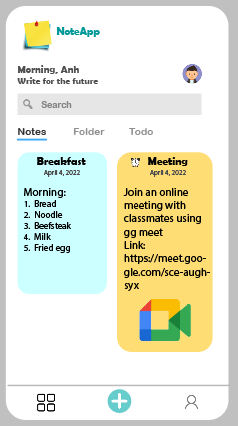 NoteApp
Morning, Anh
Write for the future
Search
Notes Folder Todo
Breakfast
April 4, 2022
Morning:
1. Bread
2. Noodle
3. Beefsteak
4. Milk
5. Fried egg
Meeting
April 4, 2022
Join an online
meeting with
classmates using
gg meet
Link:
https://meet.goo-
gle.com/sce-augh-
syx